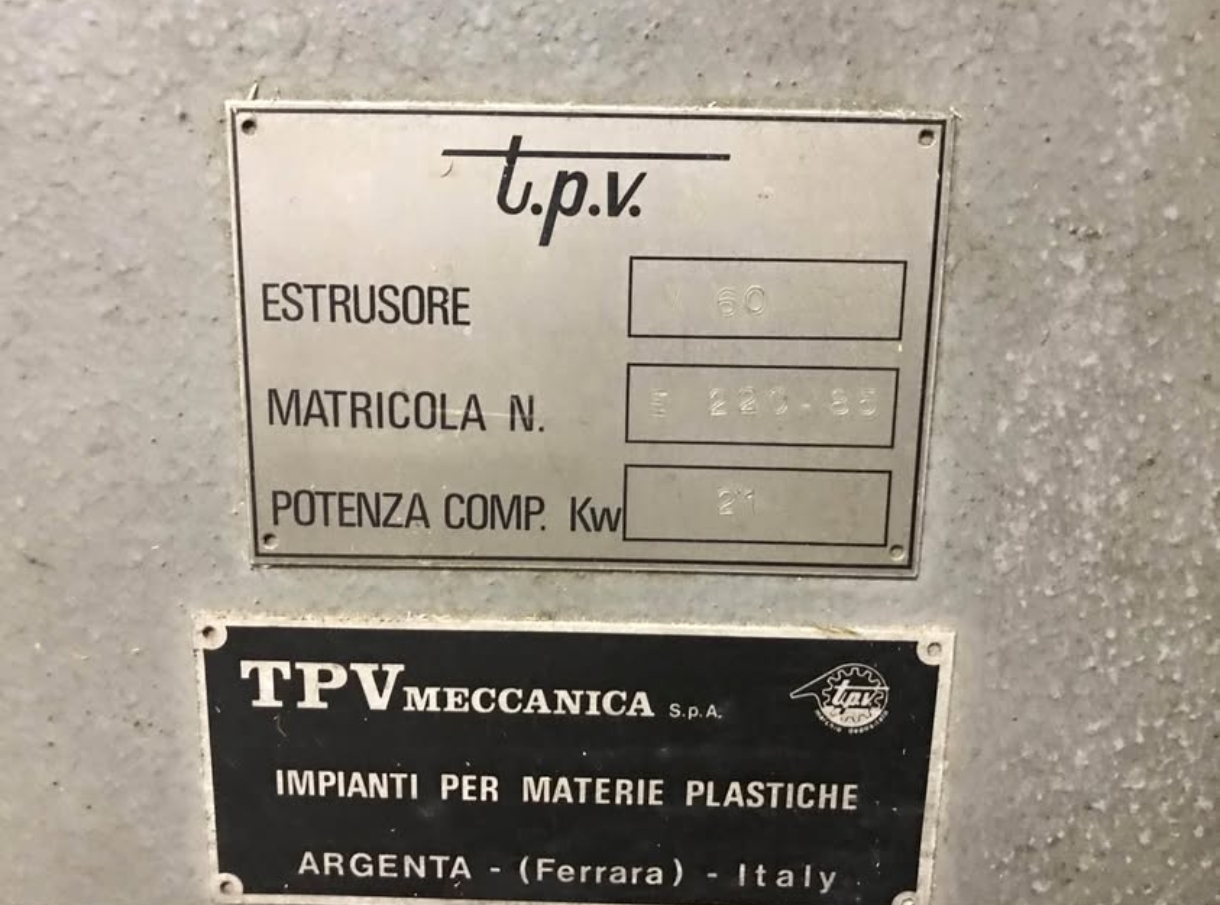 t.p.v.
ESTRUSORE 60
MATRICOLA N. E 220.85
POTENZA COMP. Kw 21
TPV MECCANICA S.p.A.
t.p.v.
IMPIANTI PER MATERIE PLASTICHE
ARGENTA - (Ferrara) - Italy